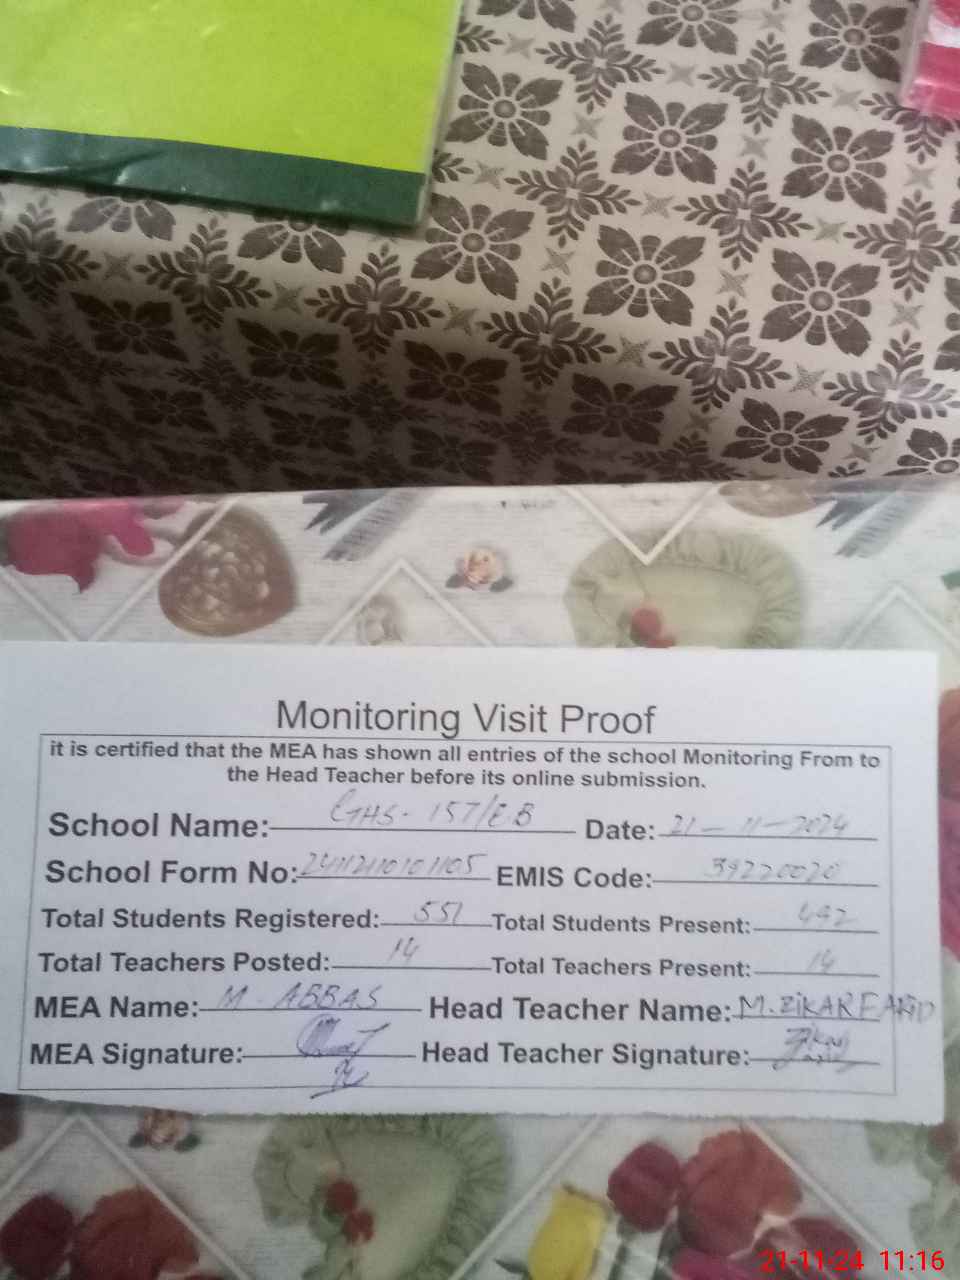 Monitoring Visit Proof
it is certified that the MEA has shown all entries of the school Monitoring From to
the Head Teacher before its online submission.
School Name: GHS- 157/E.B Date: 21-11-2024
School Form No: EMIS Code: 39220020
Total Students Registered: 551 Total Students Present: 492
Total Teachers Posted: 14 Total Teachers Present: 14
MEA Name: M. ABBAS Head Teacher Name: M. ZIKAR FARID
MEA Signature: Head Teacher Signature:
21-11-24 11:16